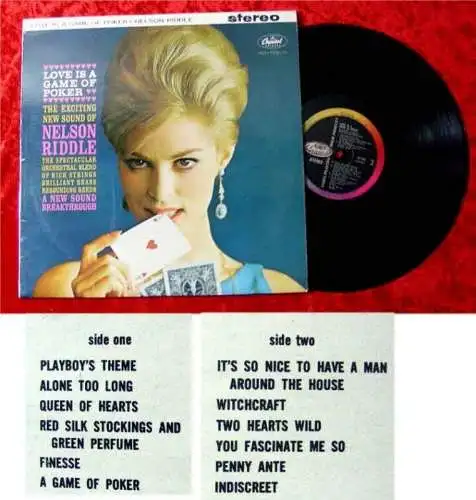 LOVE IS A GAME OF POKER • NELSON RIDDLE
stereo
Capitol
LOVE IS A
GAME OF
POKER
THE EXCITING
NEW SOUND OF
NELSON
RIDDLE
THE SPECTACULAR
ORCHESTRAL BLEND
OF RICH STRINGS
BRILLIANT BRASS
RESOUNDING REEDS
A NEW SOUND
BREAKTHROUGH
side one
PLAYBOY'S THEME
ALONE TOO LONG
QUEEN OF HEARTS
RED SILK STOCKINGS AND
GREEN PERFUME
FINESSE
A GAME OF POKER
side two
IT'S SO NICE TO HAVE A MAN
AROUND THE HOUSE
WITCHCRAFT
TWO HEARTS WILD
YOU FASCINATE ME SO
PENNY ANTE
INDISCREET